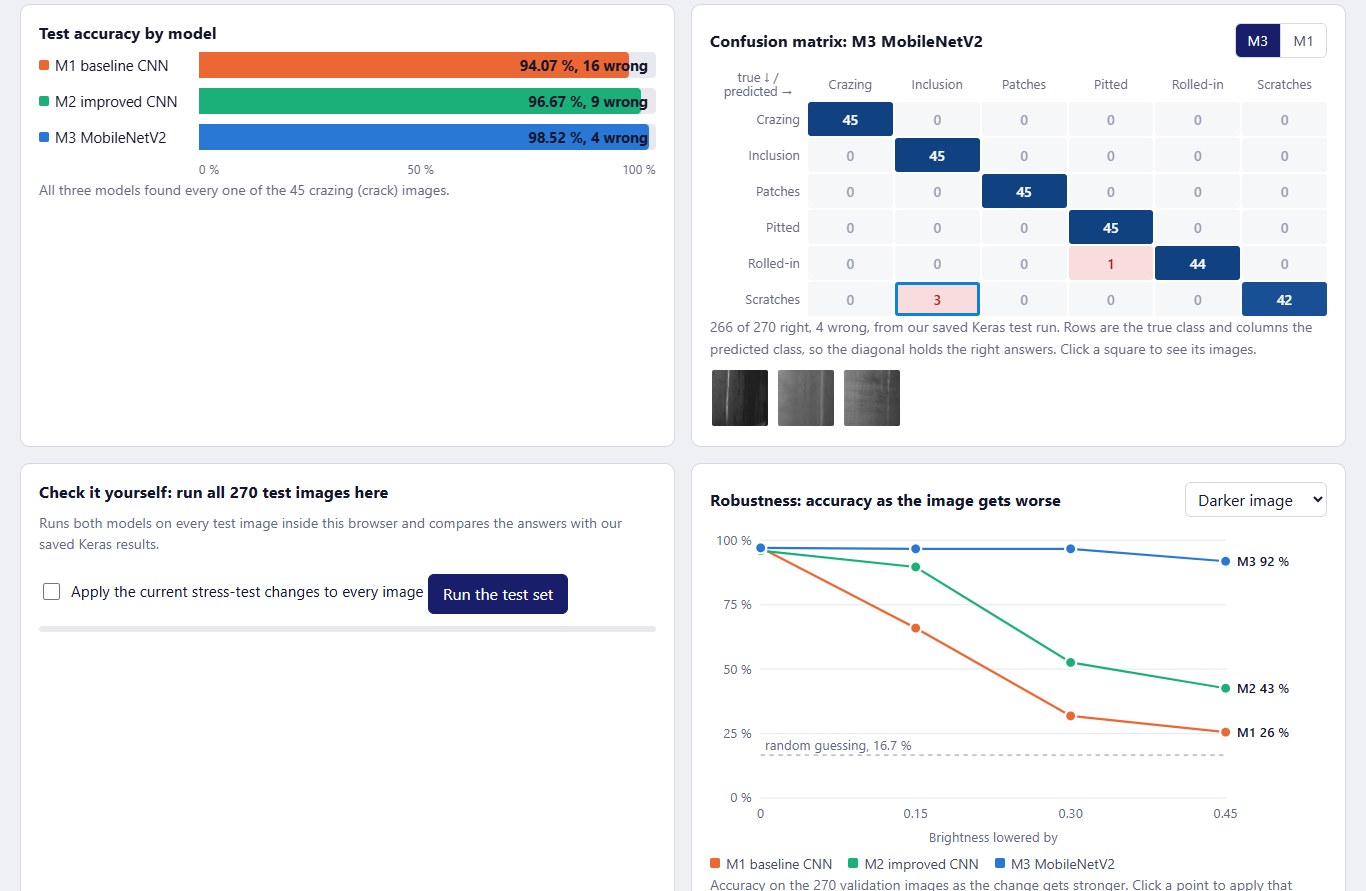 Test accuracy by model
M1 baseline CNN 94.07 %, 16 wrong
M2 improved CNN 96.67 %, 9 wrong
M3 MobileNetV2 98.52 %, 4 wrong
0 % 50 % 100 %
All three models found every one of the 45 crazing (crack) images.
Confusion matrix: M3 MobileNetV2 M3 M1
true ↓ /
predicted → Crazing Inclusion Patches Pitted Rolled-in Scratches
Crazing 45 0 0 0 0 0
Inclusion 0 45 0 0 0 0
Patches 0 0 45 0 0 0
Pitted 0 0 0 45 0 0
Rolled-in 0 0 0 1 44 0
Scratches 0 3 0 0 0 42
266 of 270 right, 4 wrong, from our saved Keras test run. Rows are the true class and columns the
predicted class, so the diagonal holds the right answers. Click a square to see its images.
Check it yourself: run all 270 test images here
Runs both models on every test image inside this browser and compares the answers with our
saved Keras results.
Apply the current stress-test changes to every image Run the test set
Robustness: accuracy as the image gets worse Darker image
100 %
M3 92 %
75 %
50 %
M2 43 %
25 % M1 26 %
random guessing, 16.7 %
0 %
0 0.15 0.30 0.45
Brightness lowered by
M1 baseline CNN M2 improved CNN M3 MobileNetV2
Accuracy on the 270 validation images as the change gets stronger. Click a point to apply that